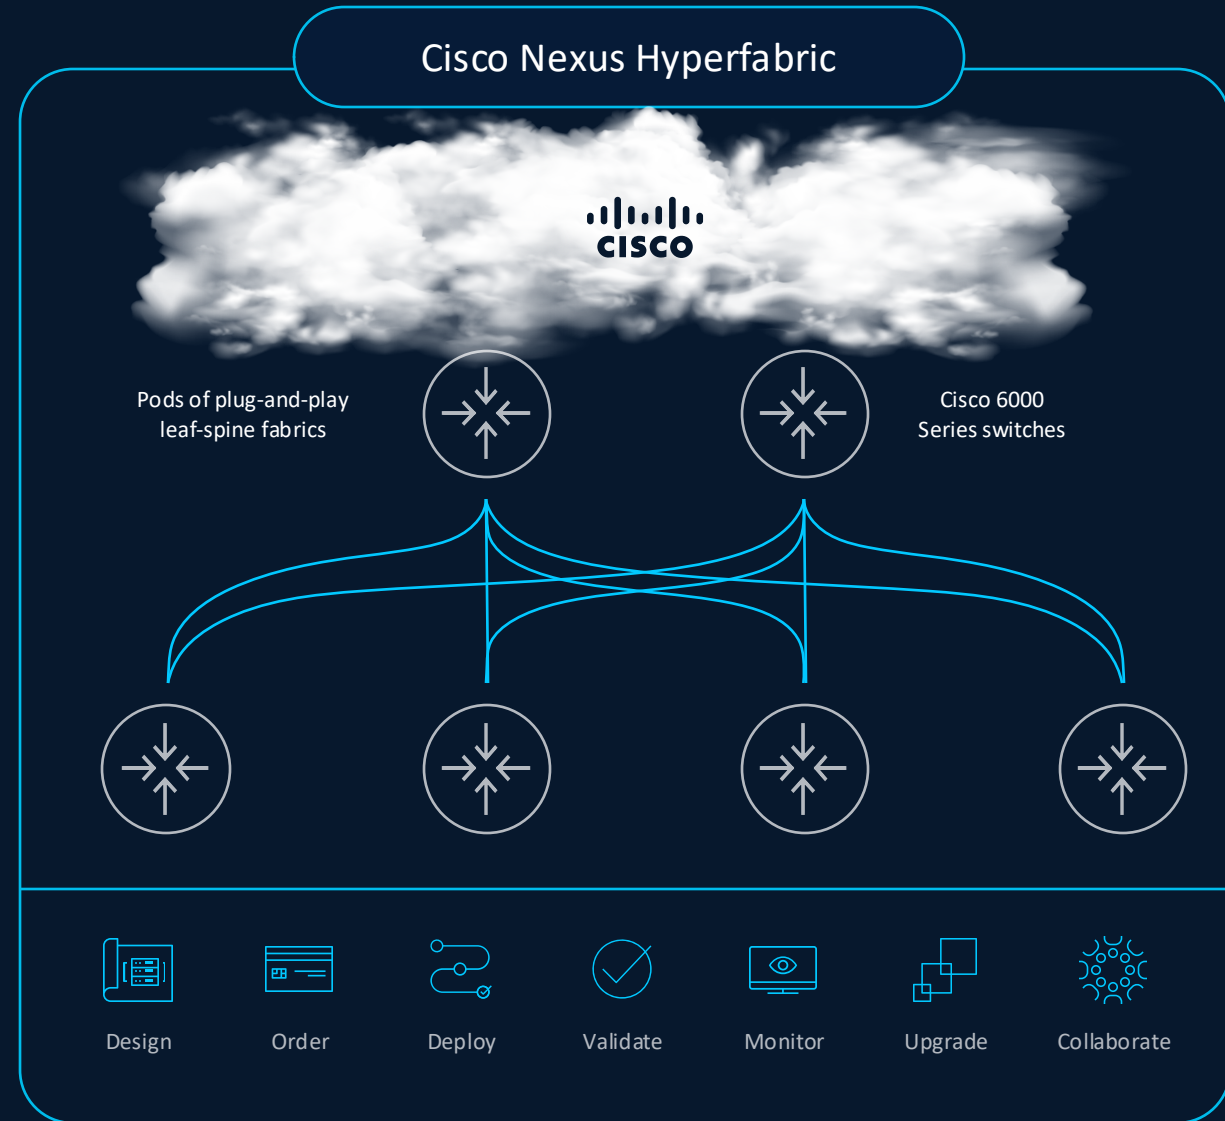 Cisco Nexus Hyperfabric
CISCO
Pods of plug-and-play
leaf-spine fabrics
Cisco 6000
Series switches
Design
Order
Deploy
Validate
Monitor
Upgrade
Collaborate